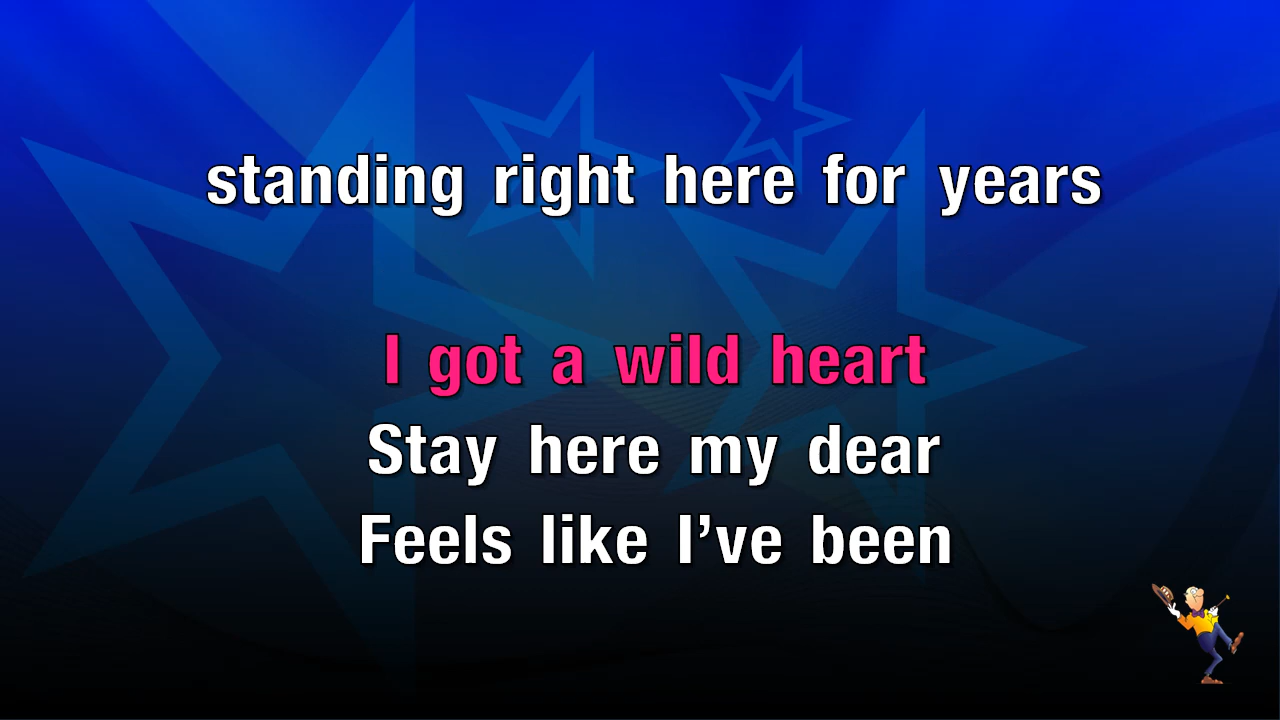 standing right here for years
I got a wild heart
Stay here my dear
Feels like I’ve been